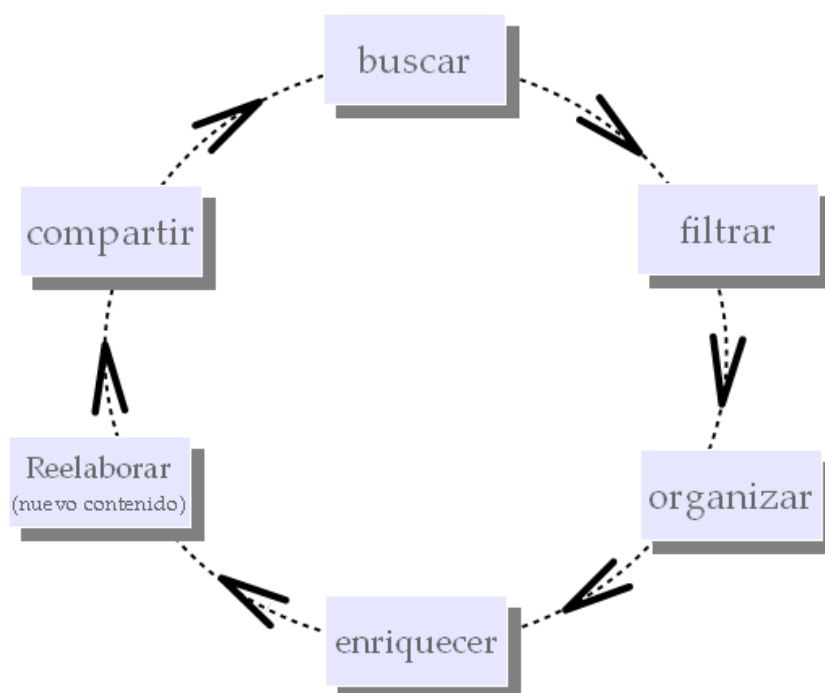 buscar
filtrar
organizar
enriquecer
Reelaborar
(nuevo contenido)
compartir